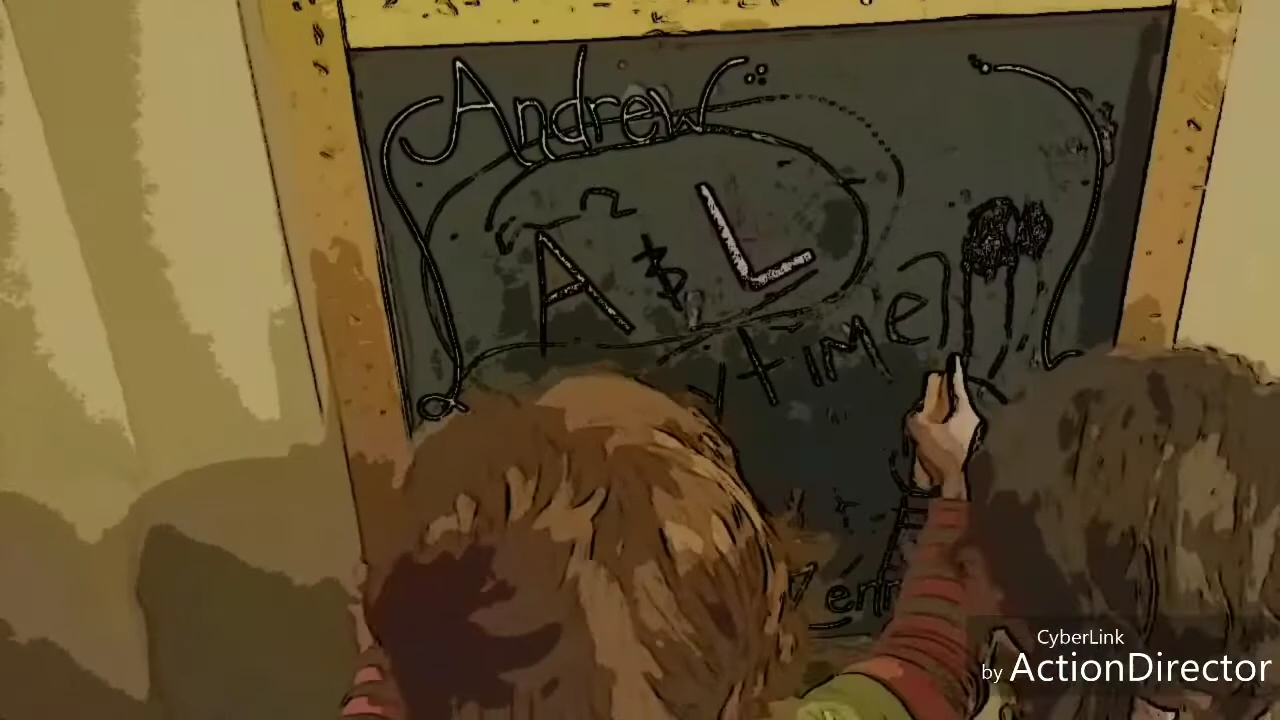 Andrew
A & L
time
CyberLink
by ActionDirector